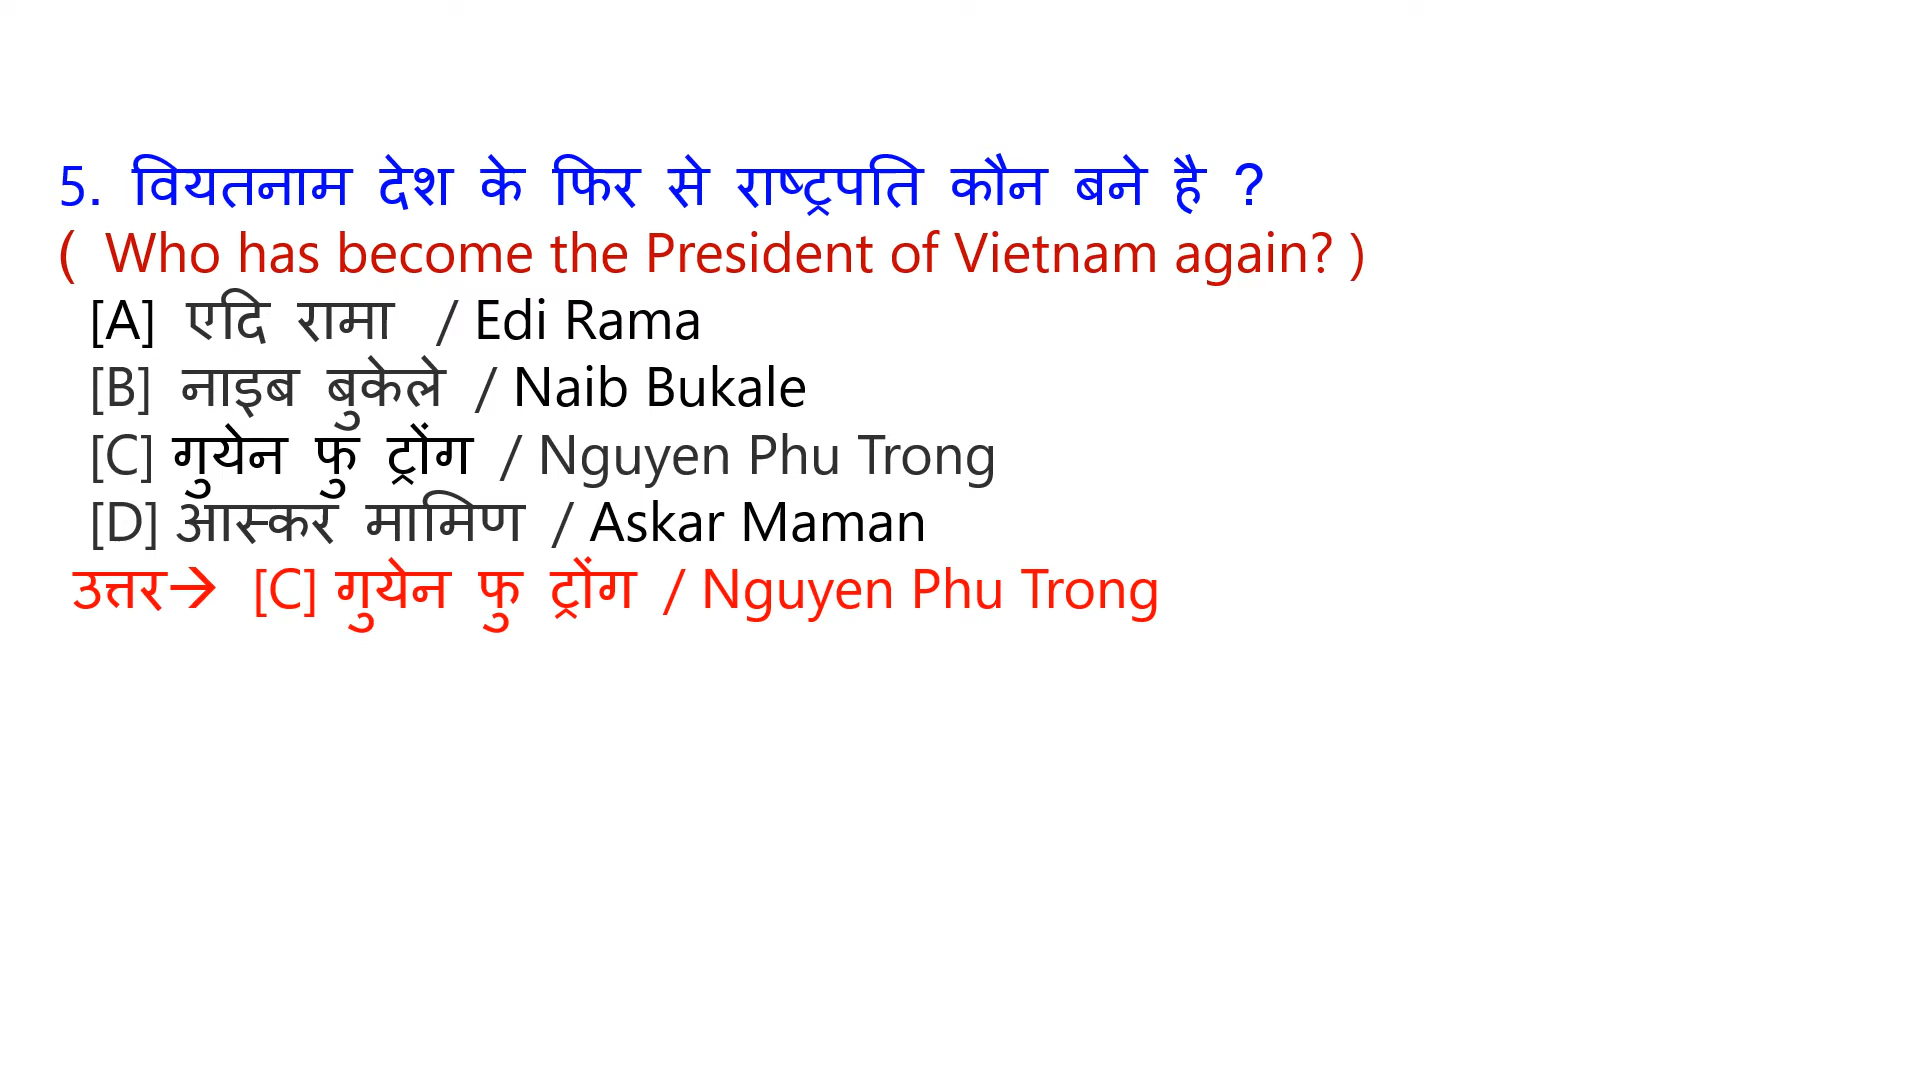 5. वियतनाम देश के फिर से राष्ट्रपति कौन बने है ?
( Who has become the President of Vietnam again? )
[A] एदि रामा / Edi Rama
[B] नाइब बुकेले / Naib Bukale
[C] गुयेन फु ट्रोंग / Nguyen Phu Trong
[D] आस्कर मामिण / Askar Maman
उत्तर→ [C] गुयेन फु ट्रोंग / Nguyen Phu Trong